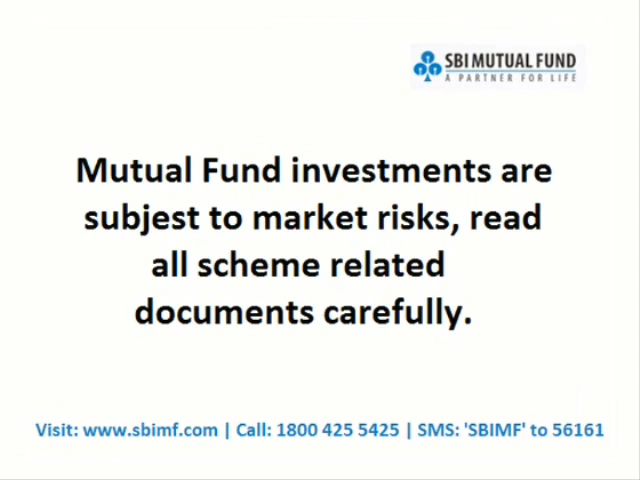 SBI MUTUAL FUND
A PARTNER FOR LIFE
Mutual Fund investments are
subjest to market risks, read
all scheme related
documents carefully.
Visit: www.sbimf.com | Call: 1800 425 5425 | SMS: 'SBIMF' to 56161